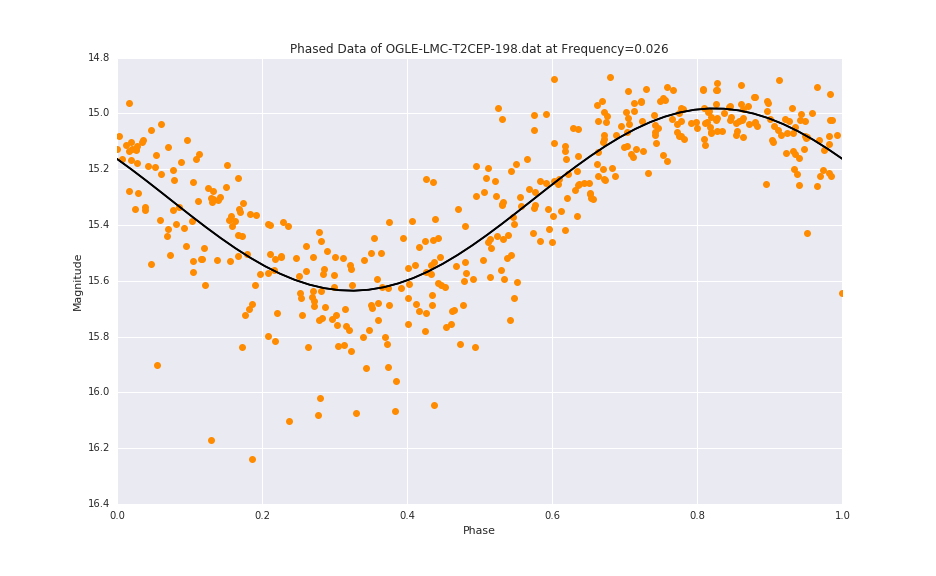 Phased Data of OGLE-LMC-T2CEP-198.dat at Frequency=0.026
14.8
15.0
15.2
15.4
15.6
15.8
16.0
16.2
16.4
Magnitude
0.0 0.2 0.4 0.6 0.8 1.0
Phase